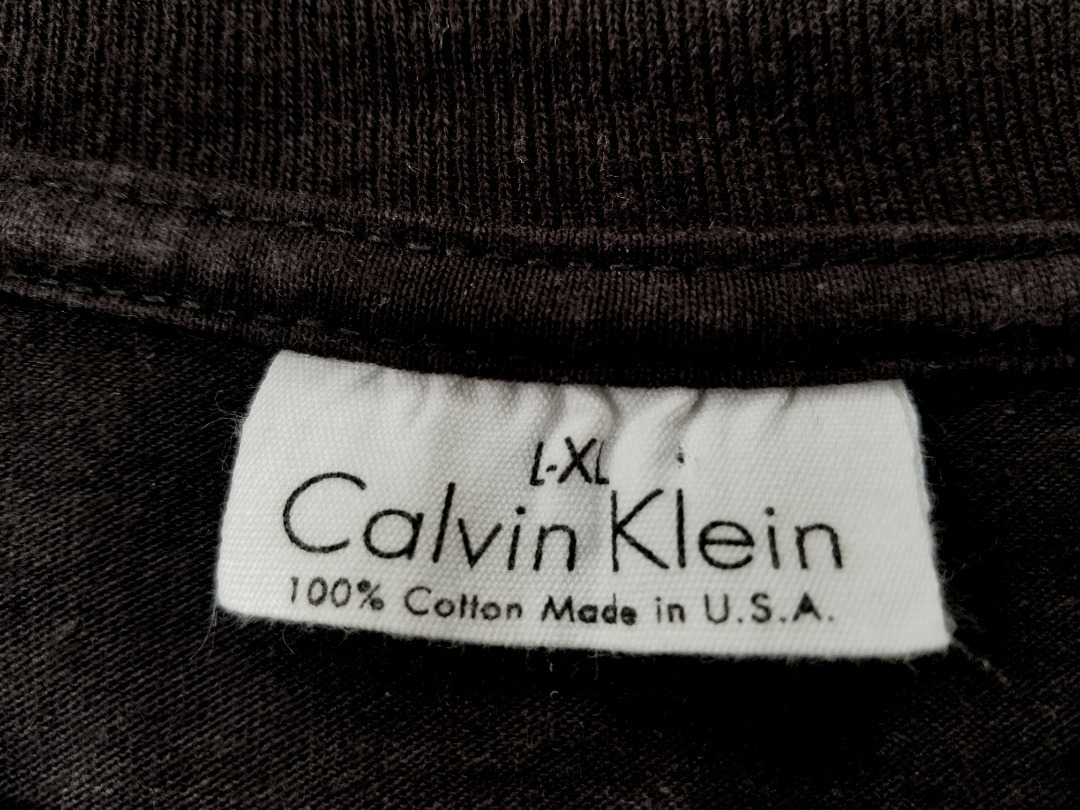 L-XL
Calvin Klein
100% Cotton Made in U.S.A.